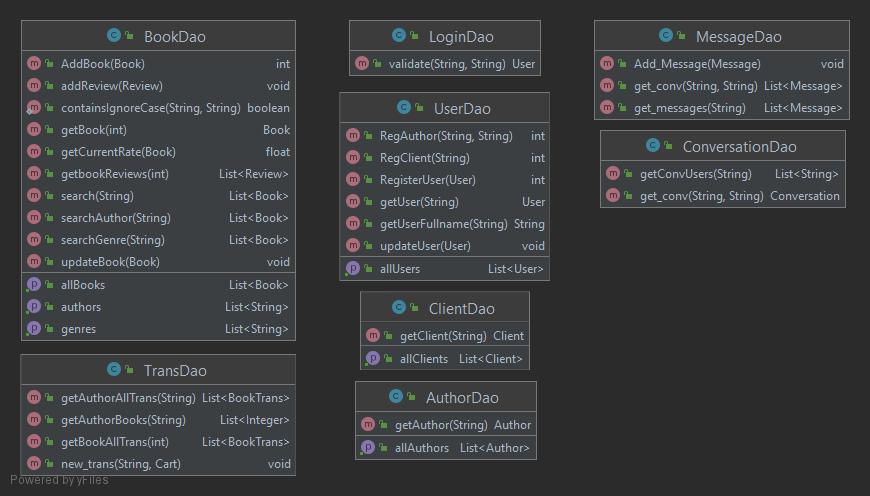 BookDao
AddBook(Book) int
addReview(Review) void
containsIgnoreCase(String, String) boolean
getBook(int) Book
getCurrentRate(Book) float
getbookReviews(int) List<Review>
search(String) List<Book>
searchAuthor(String) List<Book>
searchGenre(String) List<Book>
updateBook(Book) void
allBooks List<Book>
authors List<String>
genres List<String>
TransDao
getAuthorAllTrans(String) List<BookTrans>
getAuthorBooks(String) List<Integer>
getBookAllTrans(int) List<BookTrans>
new_trans(String, Cart) void
LoginDao
validate(String, String) User
UserDao
RegAuthor(String, String) int
RegClient(String) int
RegisterUser(User) int
getUser(String) User
getUserFullname(String) String
updateUser(User) void
allUsers List<User>
ClientDao
getClient(String) Client
allClients List<Client>
AuthorDao
getAuthor(String) Author
allAuthors List<Author>
MessageDao
Add_Message(Message) void
get_conv(String, String) List<Message>
get_messages(String) List<Message>
ConversationDao
getConvUsers(String) List<String>
get_conv(String, String) Conversation
Powered by yFiles